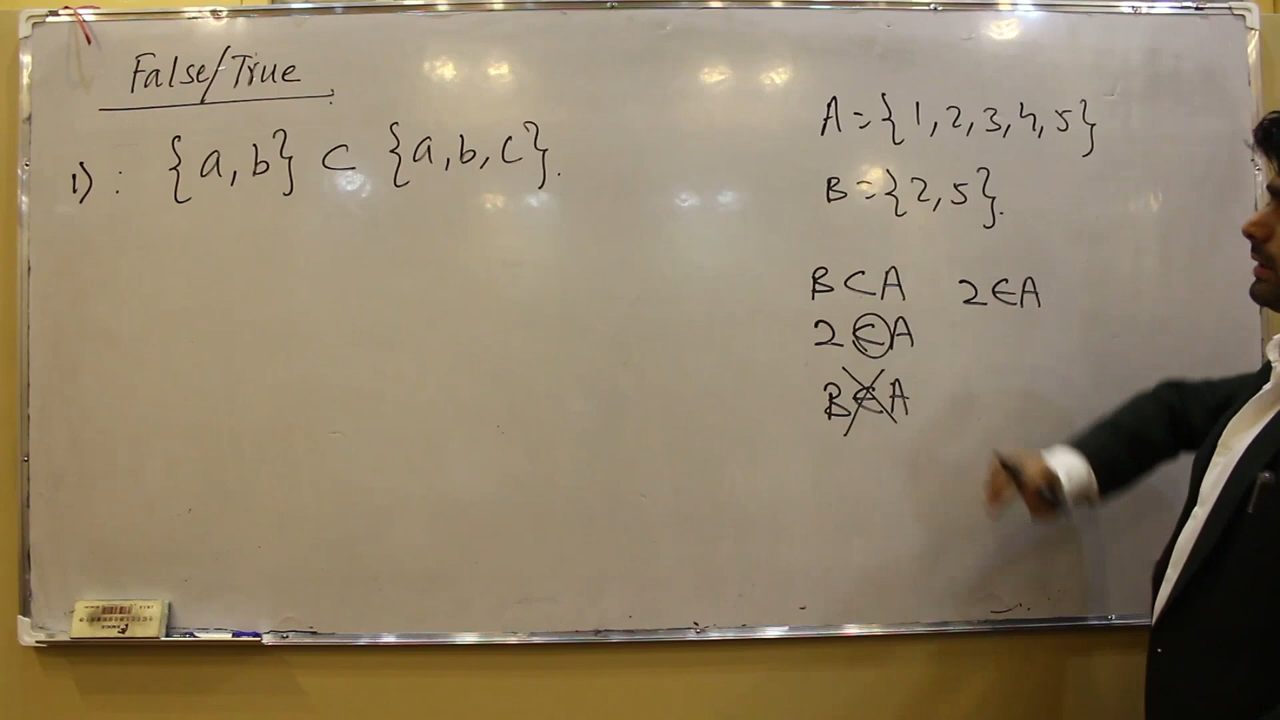 False/True
1): {a, b} ⊂ {a, b, c}.
A = {1, 2, 3, 4, 5}
B = {2, 5}.
B ⊂ A   2 ∈ A
2 ∈ A
B ∈ A